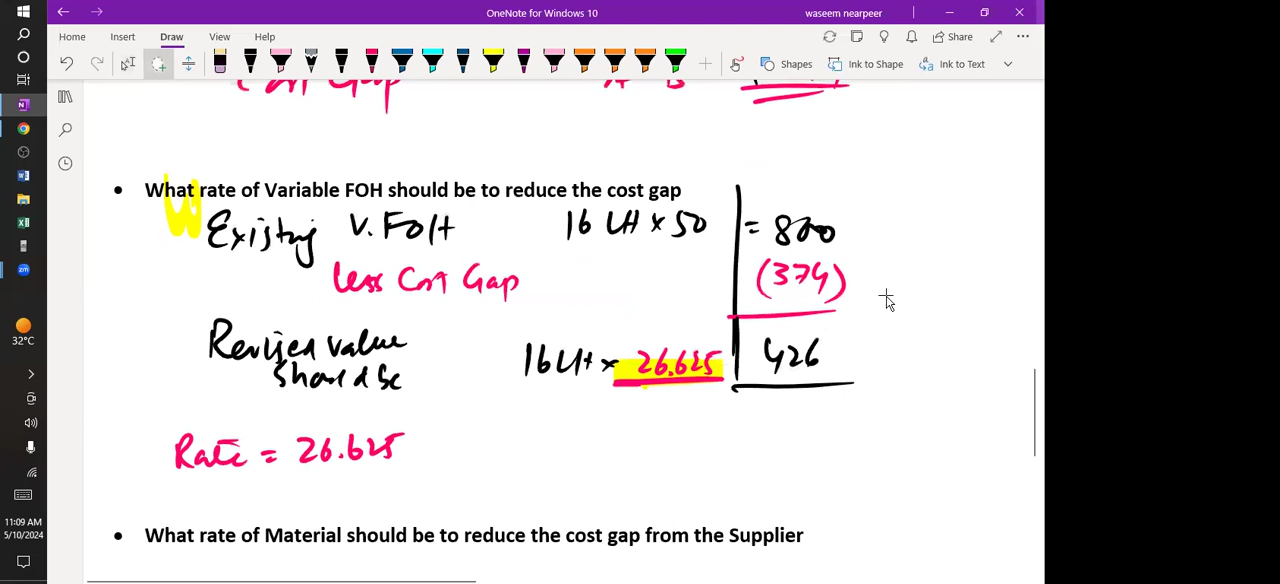 OneNote for Windows 10
waseem nearpeer
Home Insert Draw View Help
Share
Shapes Ink to Shape Ink to Text
Cost Gap A - B
• What rate of Variable FOH should be to reduce the cost gap
Existing V. FOH 16 LH x 50 = 800
less Cost Gap (374)
Revised value should be 16 LH x 26.625 426
Rate = 26.625
• What rate of Material should be to reduce the cost gap from the Supplier
32°C
11:09 AM
5/10/2024